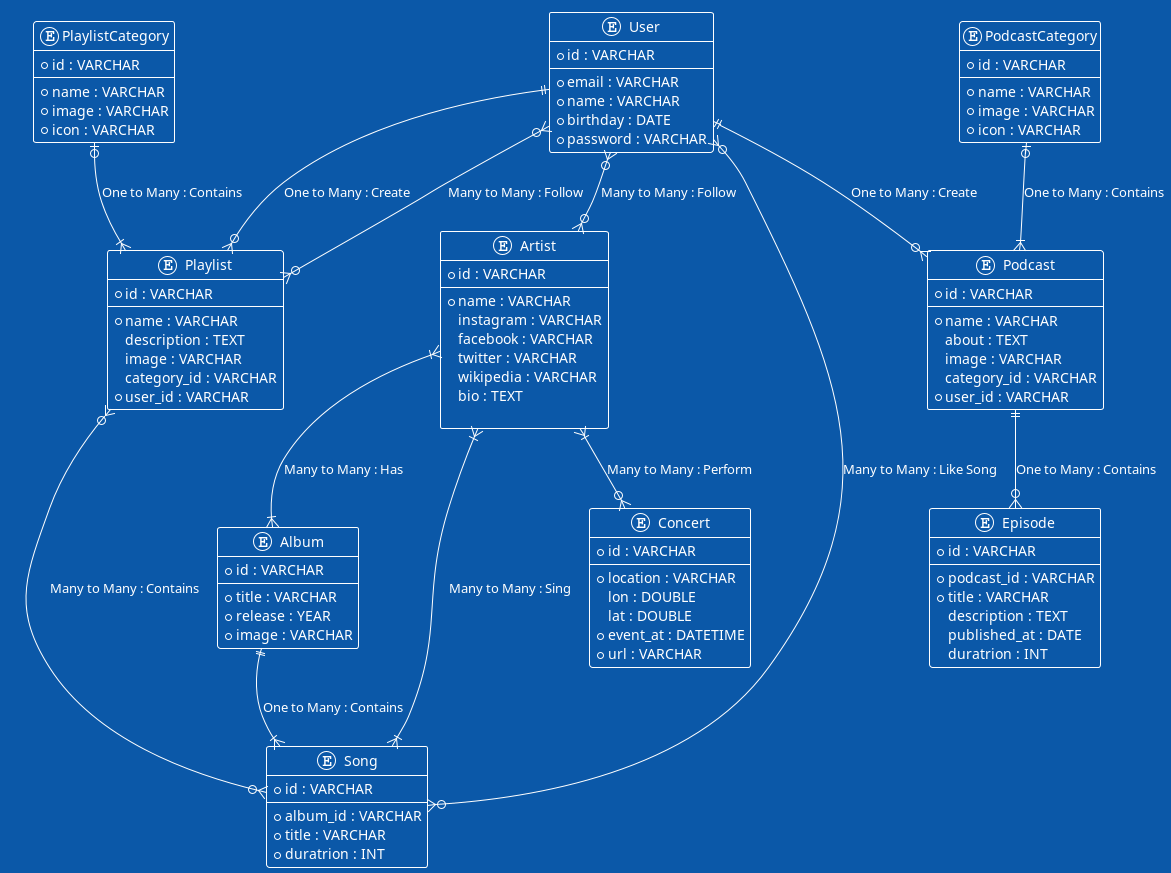 E PlaylistCategory
id : VARCHAR
name : VARCHAR
image : VARCHAR
icon : VARCHAR
E User
id : VARCHAR
email : VARCHAR
name : VARCHAR
birthday : DATE
password : VARCHAR
E PodcastCategory
id : VARCHAR
name : VARCHAR
image : VARCHAR
icon : VARCHAR
One to Many : Contains
One to Many : Create
Many to Many : Follow
Many to Many : Follow
One to Many : Create
One to Many : Contains
E Playlist
id : VARCHAR
name : VARCHAR
description : TEXT
image : VARCHAR
category_id : VARCHAR
user_id : VARCHAR
E Artist
id : VARCHAR
name : VARCHAR
instagram : VARCHAR
facebook : VARCHAR
twitter : VARCHAR
wikipedia : VARCHAR
bio : TEXT
E Podcast
id : VARCHAR
name : VARCHAR
about : TEXT
image : VARCHAR
category_id : VARCHAR
user_id : VARCHAR
Many to Many : Has
Many to Many : Perform
Many to Many : Like Song
One to Many : Contains
E Album
id : VARCHAR
title : VARCHAR
release : YEAR
image : VARCHAR
E Concert
id : VARCHAR
location : VARCHAR
lon : DOUBLE
lat : DOUBLE
event_at : DATETIME
url : VARCHAR
E Episode
id : VARCHAR
podcast_id : VARCHAR
title : VARCHAR
description : TEXT
published_at : DATE
duratrion : INT
Many to Many : Contains
Many to Many : Sing
One to Many : Contains
E Song
id : VARCHAR
album_id : VARCHAR
title : VARCHAR
duratrion : INT